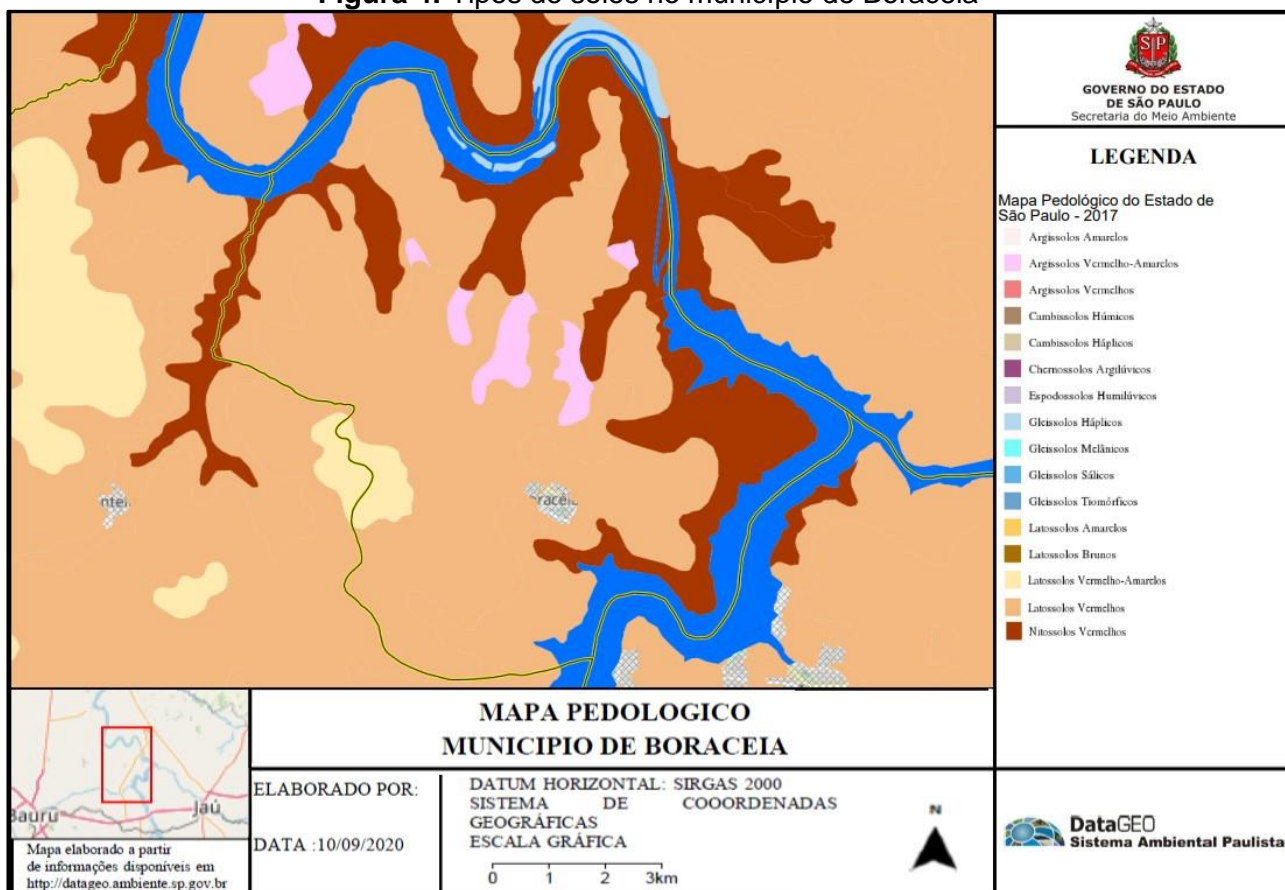 Figura 4. Tipos de solos no município de Boraceia
GOVERNO DO ESTADO
DE SÃO PAULO
Secretaria do Meio Ambiente
LEGENDA
Mapa Pedológico do Estado de
São Paulo - 2017
Argissolos Amarelos
Argissolos Vermelho-Amarelos
Argissolos Vermelhos
Cambissolos Húmicos
Cambissolos Háplicos
Chernossolos Argilúvicos
Espodossolos Humilúvicos
Gleissolos Háplicos
Gleissolos Melânicos
Gleissolos Sálicos
Gleissolos Tiomórficos
Latossolos Amarelos
Latossolos Brunos
Latossolos Vermelho-Amarelos
Latossolos Vermelhos
Nitossolos Vermelhos
MAPA PEDOLOGICO
MUNICIPIO DE BORACEIA
Bauru
Jaú
Mapa elaborado a partir
de informações disponíveis em
http://datageo.ambiente.sp.gov.br
ELABORADO POR:
DATA :10/09/2020
DATUM HORIZONTAL: SIRGAS 2000
SISTEMA DE COOORDENADAS
GEOGRÁFICAS
ESCALA GRÁFICA
0 1 2 3km
N
DataGEO
Sistema Ambiental Paulista